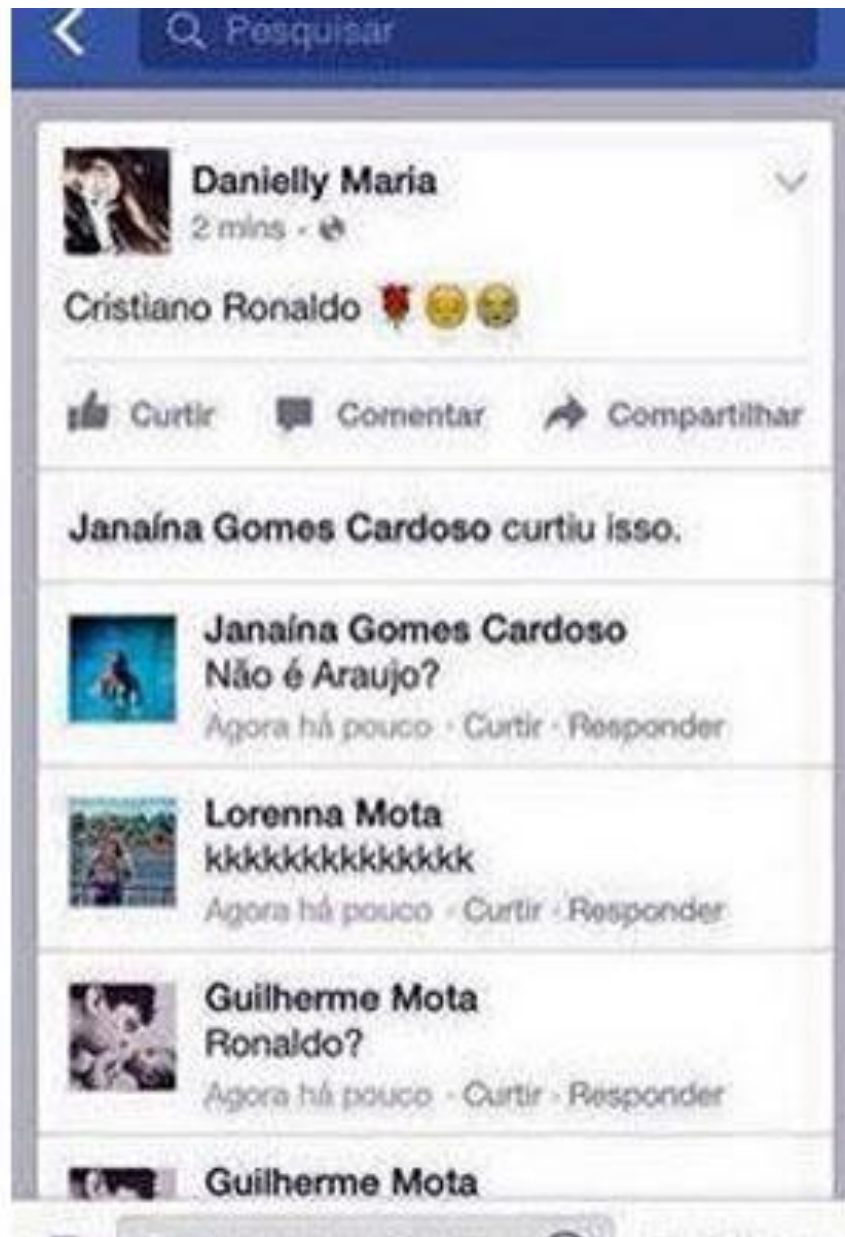 Pesquisar
Danielly Maria
2 mins
Cristiano Ronaldo 🌹😔😭
Curtir Comentar Compartilhar
Janaína Gomes Cardoso curtiu isso.
Janaína Gomes Cardoso
Não é Araujo?
Agora há pouco · Curtir · Responder
Lorenna Mota
kkkkkkkkkkkkkk
Agora há pouco · Curtir · Responder
Guilherme Mota
Ronaldo?
Agora há pouco · Curtir · Responder
Guilherme Mota